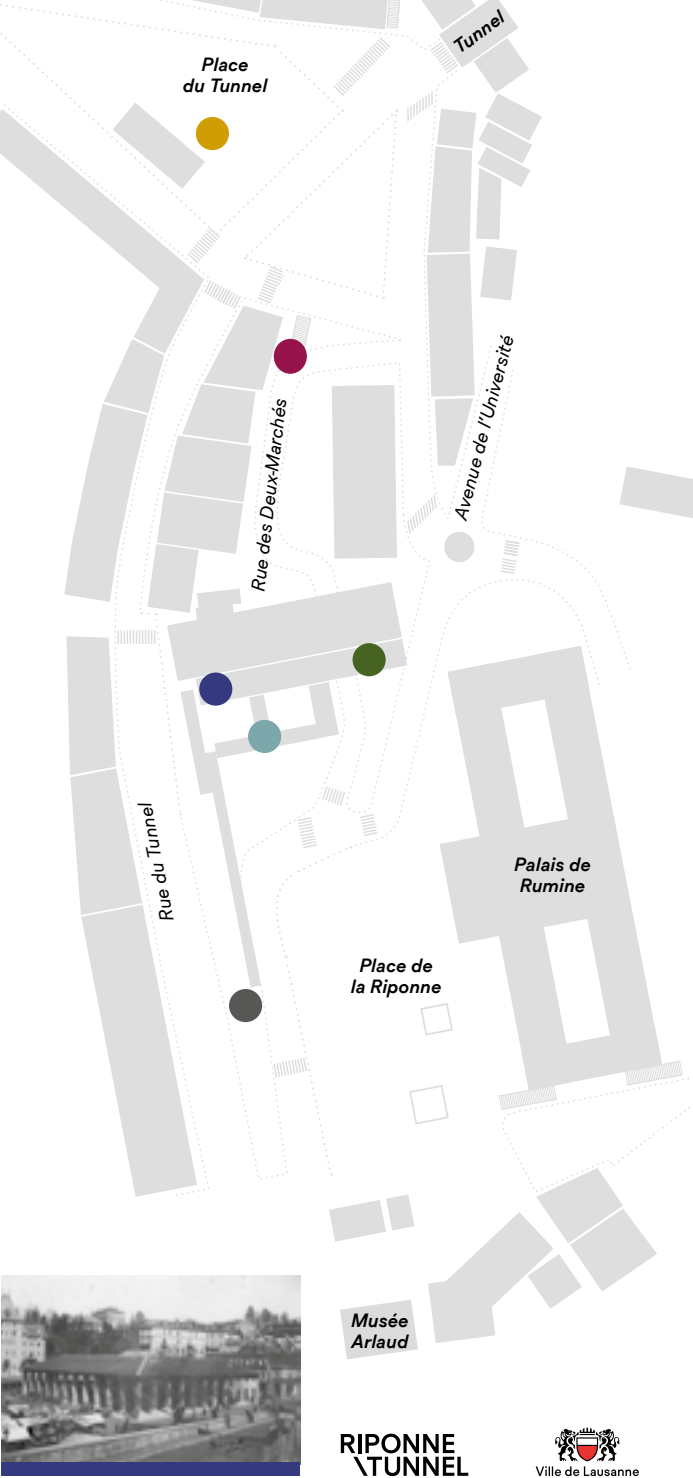 Tunnel
Place
du Tunnel
Avenue de l'Université
Rue des Deux-Marchés
Rue du Tunnel
Palais de
Rumine
Place de
la Riponne
Musée
Arlaud
RIPONNE
\TUNNEL
Ville de Lausanne